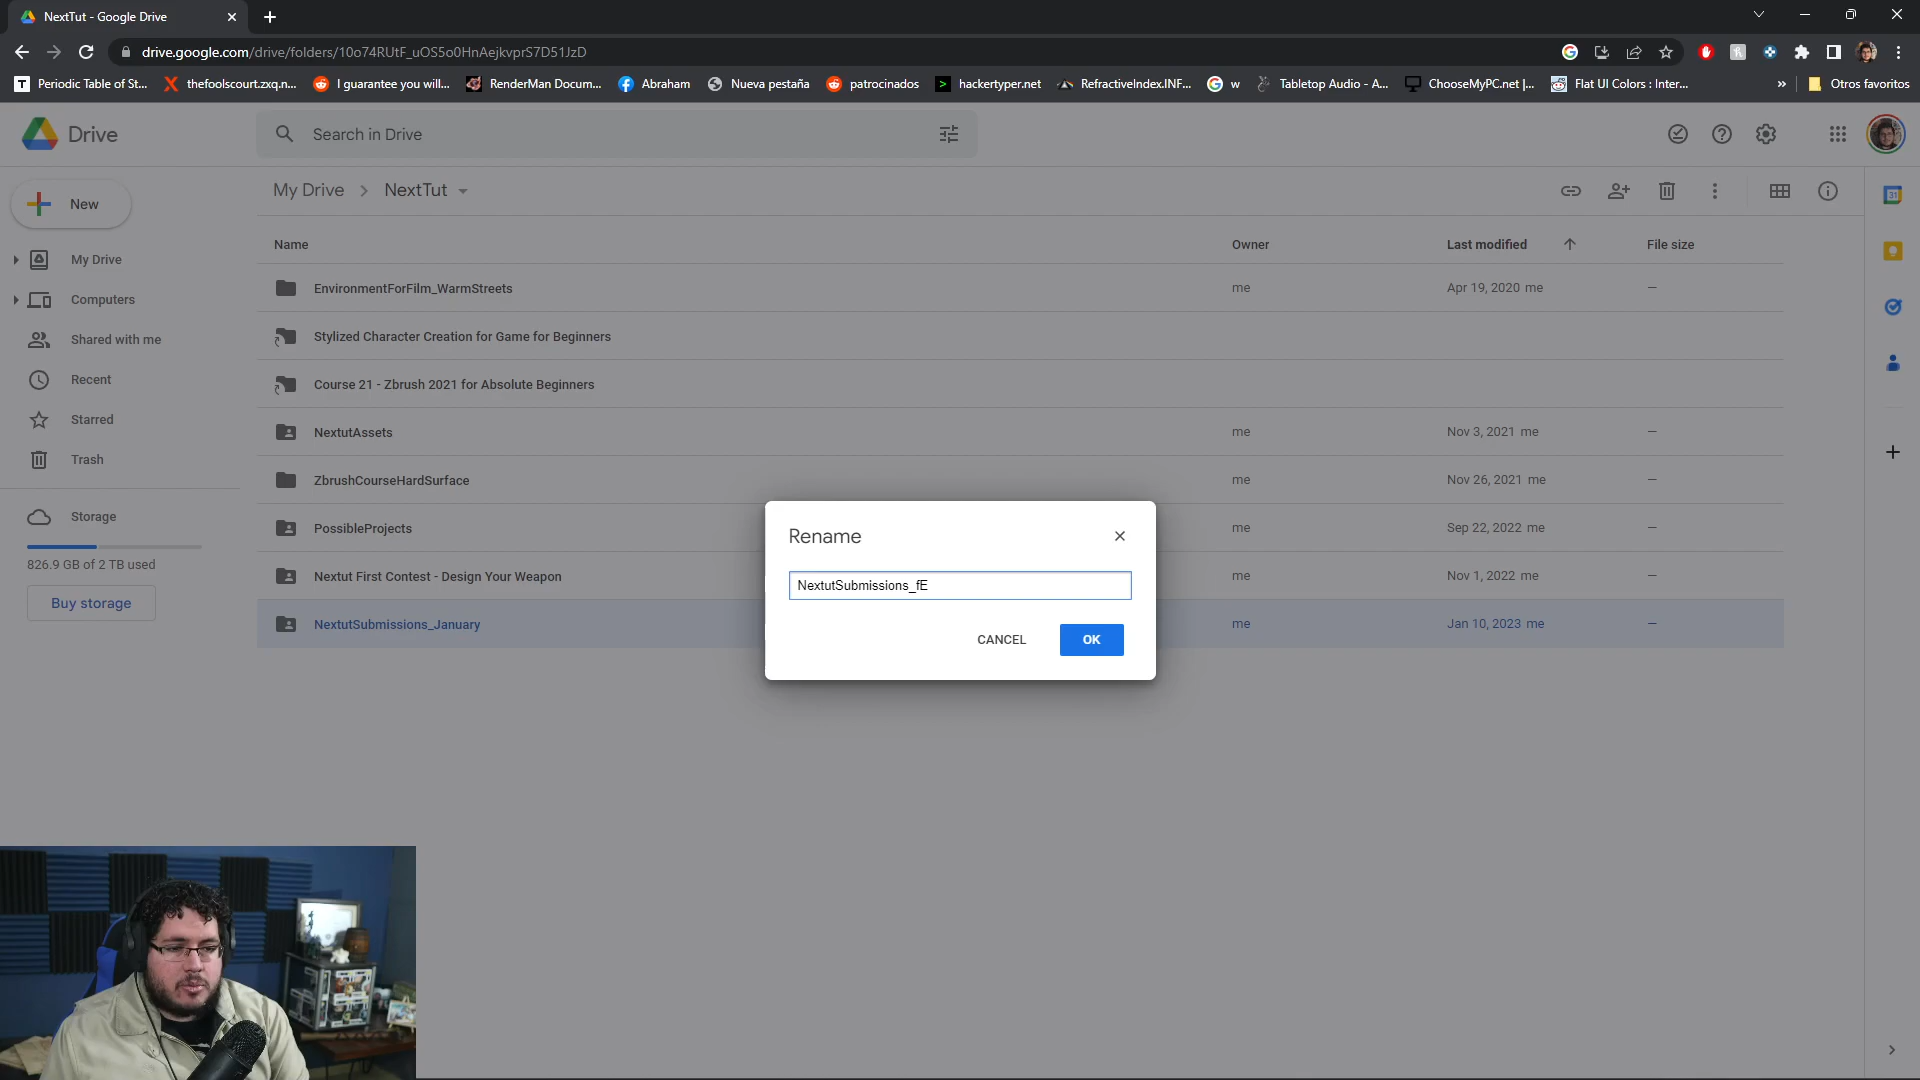 NextTut - Google Drive
drive.google.com/drive/folders/10o74RUtF_uOS5o0HnAejkvprS7D51JzD
Periodic Table of St...
thefoolscourt.zxq.n...
I guarantee you will...
RenderMan Docum...
Abraham
Nueva pestaña
patrocinados
hackertyper.net
RefractiveIndex.INF...
w
Tabletop Audio - A...
ChooseMyPC.net |...
Flat UI Colors : Inter...
»
Otros favoritos
Drive
Search in Drive
New
My Drive
Computers
Shared with me
Recent
Starred
Trash
Storage
826.9 GB of 2 TB used
Buy storage
My Drive > NextTut
Name Owner Last modified File size
EnvironmentForFilm_WarmStreets me Apr 19, 2020 me —
Stylized Character Creation for Game for Beginners
Course 21 - Zbrush 2021 for Absolute Beginners
NextutAssets me Nov 3, 2021 me —
ZbrushCourseHardSurface me Nov 26, 2021 me —
PossibleProjects me Sep 22, 2022 me —
Nextut First Contest - Design Your Weapon me Nov 1, 2022 me —
NextutSubmissions_January me Jan 10, 2023 me —
Rename
NextutSubmissions_fE
CANCEL
OK
31